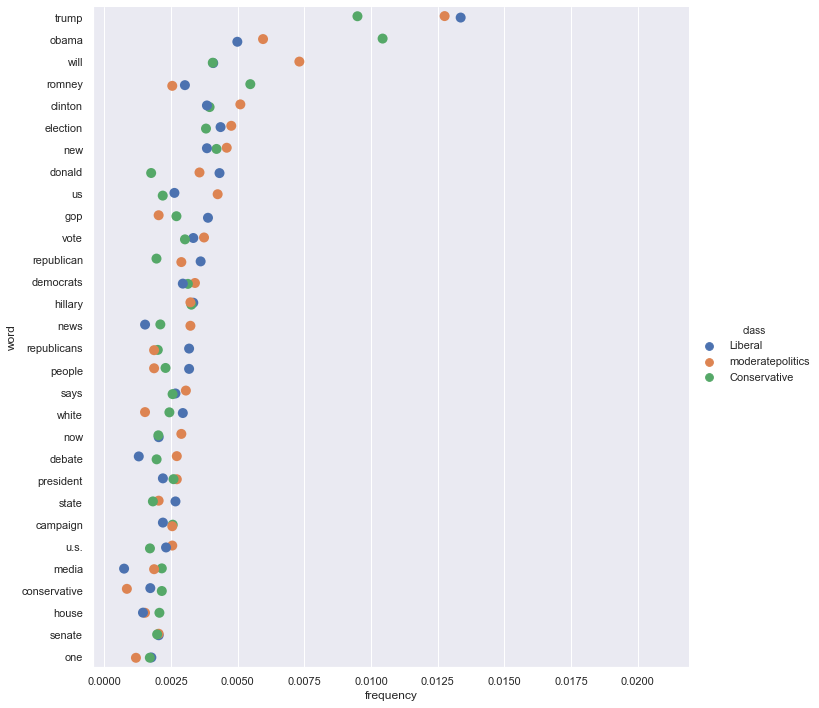 trump
obama
will
romney
clinton
election
new
donald
us
gop
vote
republican
democrats
hillary
news
republicans
people
says
white
now
debate
president
state
campaign
u.s.
media
conservative
house
senate
one
word
0.0000 0.0025 0.0050 0.0075 0.0100 0.0125 0.0150 0.0175 0.0200
frequency
class
Liberal
moderatepolitics
Conservative